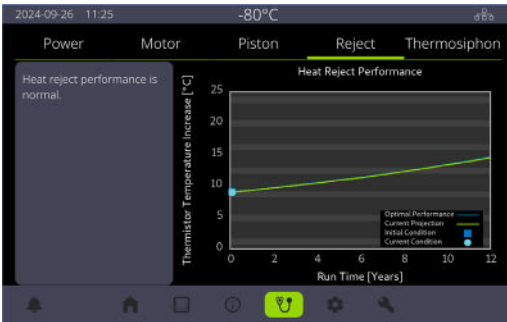 2024-09-26 11:25
-80°C
Power Motor Piston Reject Thermosiphon
Heat reject performance is
normal.
Heat Reject Performance
Thermistor Temperature Increase [°C]
25
20
15
10
5
0
0 2 4 6 8 10 12
Run Time [Years]
Optimal Performance
Current Projection
Initial Condition
Current Condition